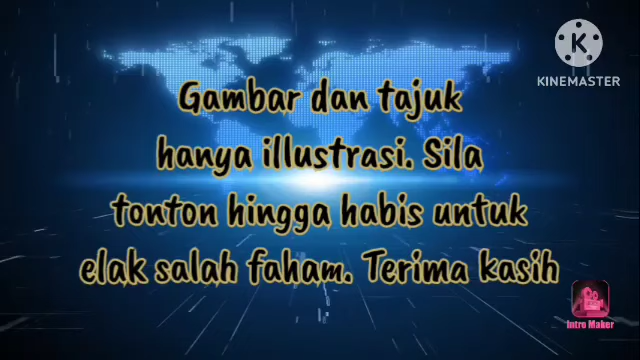 KINEMASTER
Gambar dan tajuk
hanya illustrasi. Sila
tonton hingga habis untuk
elak salah faham. Terima kasih
Intro Maker